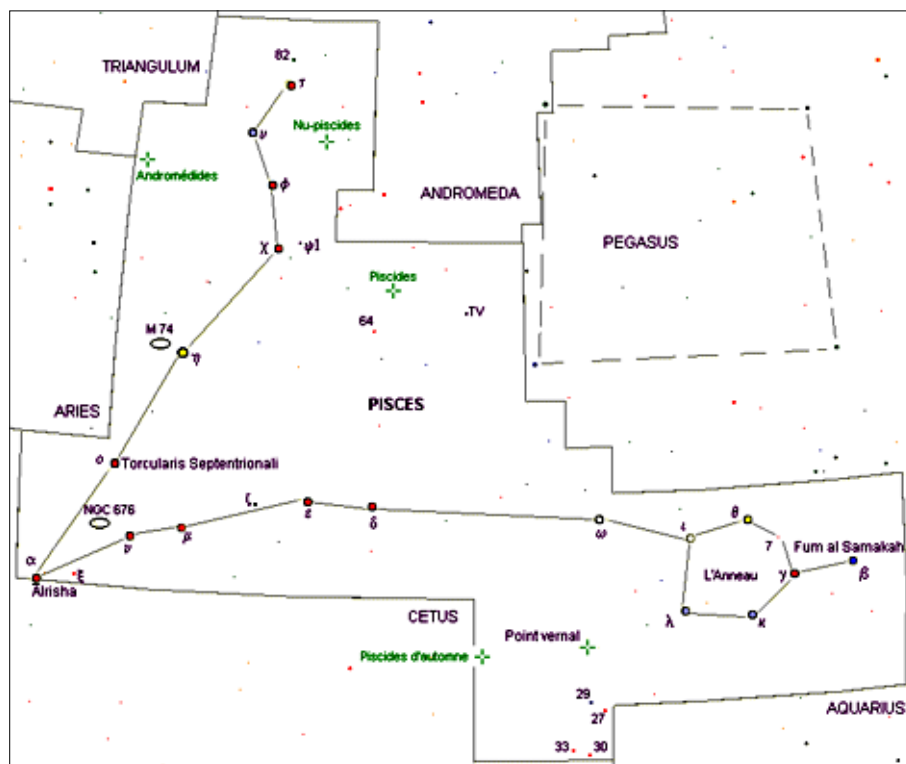 82
τ
TRIANGULUM
ν
Nu-piscides
Andromédides
φ
ANDROMEDA
χ
ψ1
PEGASUS
Piscides
TV
64
M 74
η
PISCES
ARIES
ο
Torcularis Septentrionali
ζ
NGC 676
ε
δ
ω
ι
θ
7
Fum al Samakah
ν
μ
α
ξ
Alrisha
L'Anneau
γ
β
CETUS
λ
κ
Point vernal
Piscides d'automne
29
27
AQUARIUS
33
30